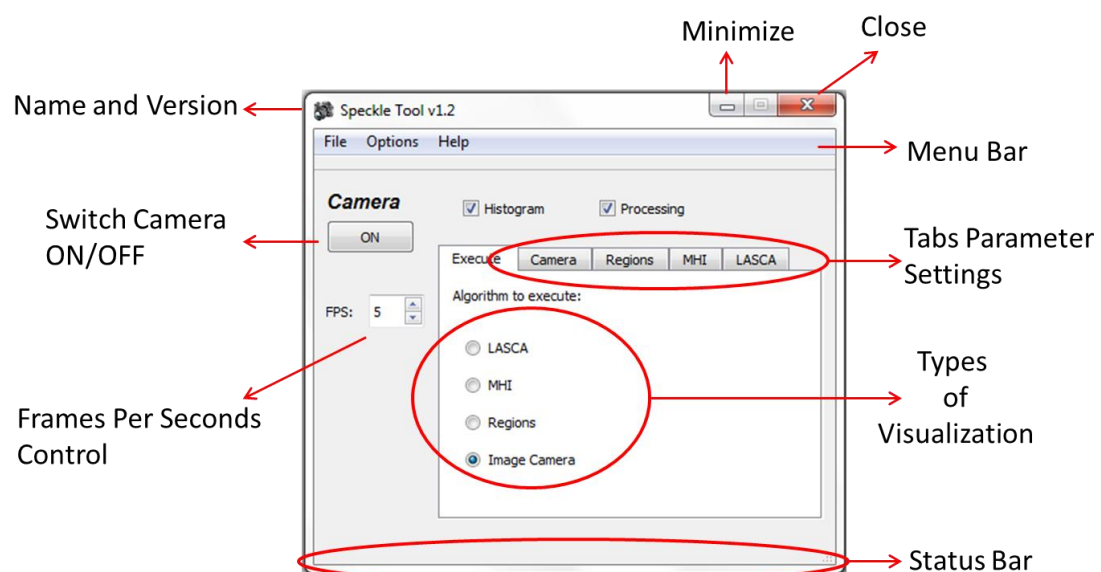 Minimize
Close
Name and Version
Speckle Tool v1.2
File Options Help
Menu Bar
Camera
Histogram
Processing
Switch Camera
ON/OFF
ON
Execute Camera Regions MHI LASCA
Tabs Parameter
Settings
Algorithm to execute:
FPS: 5
LASCA
MHI
Regions
Image Camera
Types
of
Visualization
Frames Per Seconds
Control
Status Bar